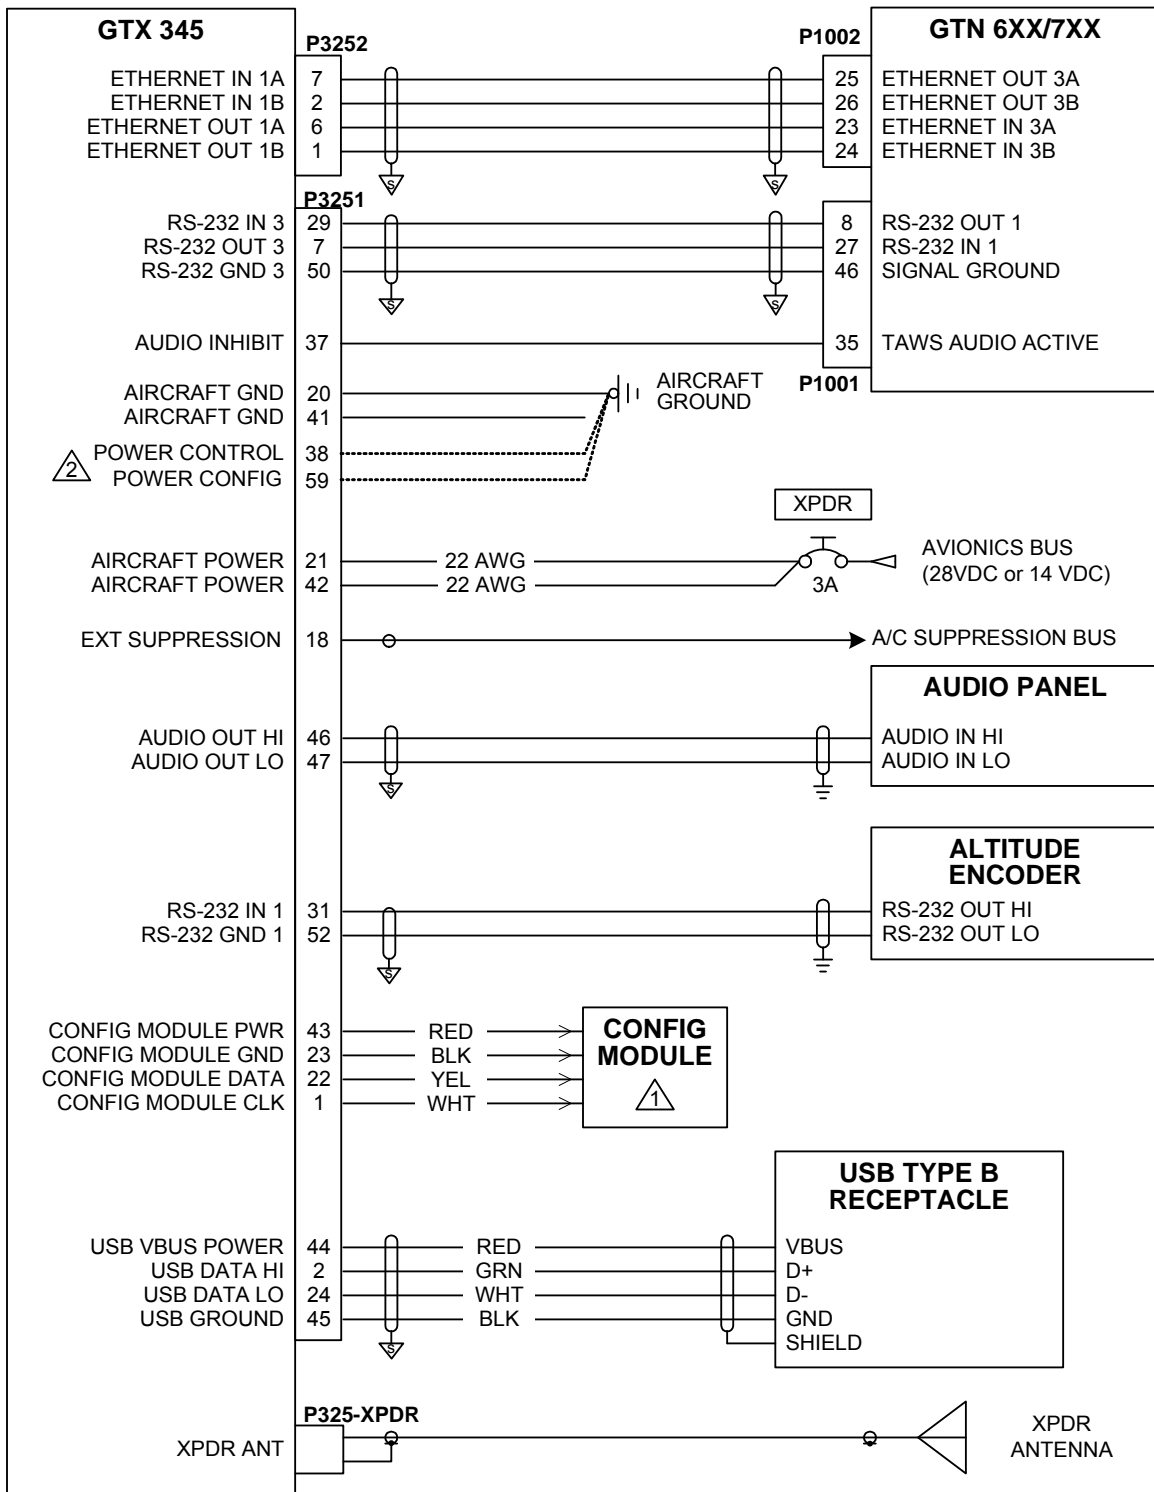 GTX 345 P3252 P1002 GTN 6XX/7XX
ETHERNET IN 1A 7 25 ETHERNET OUT 3A
ETHERNET IN 1B 2 26 ETHERNET OUT 3B
ETHERNET OUT 1A 6 23 ETHERNET IN 3A
ETHERNET OUT 1B 1 24 ETHERNET IN 3B
S S
P3251
RS-232 IN 3 29 8 RS-232 OUT 1
RS-232 OUT 3 7 27 RS-232 IN 1
RS-232 GND 3 50 46 SIGNAL GROUND
S S
AUDIO INHIBIT 37 35 TAWS AUDIO ACTIVE
P1001
AIRCRAFT GND 20 AIRCRAFT
GROUND
AIRCRAFT GND 41
2 POWER CONTROL 38
POWER CONFIG 59
XPDR
AIRCRAFT POWER 21 22 AWG AVIONICS BUS
AIRCRAFT POWER 42 22 AWG 3A (28VDC or 14 VDC)
EXT SUPPRESSION 18 A/C SUPPRESSION BUS
AUDIO PANEL
AUDIO OUT HI 46 AUDIO IN HI
AUDIO OUT LO 47 AUDIO IN LO
S
ALTITUDE
ENCODER
RS-232 IN 1 31 RS-232 OUT HI
RS-232 GND 1 52 RS-232 OUT LO
S
CONFIG MODULE PWR 43 RED CONFIG
CONFIG MODULE GND 23 BLK MODULE
CONFIG MODULE DATA 22 YEL 1
CONFIG MODULE CLK 1 WHT
USB TYPE B
RECEPTACLE
USB VBUS POWER 44 RED VBUS
USB DATA HI 2 GRN D+
USB DATA LO 24 WHT D-
USB GROUND 45 BLK GND
S SHIELD
P325-XPDR
XPDR ANT XPDR
ANTENNA